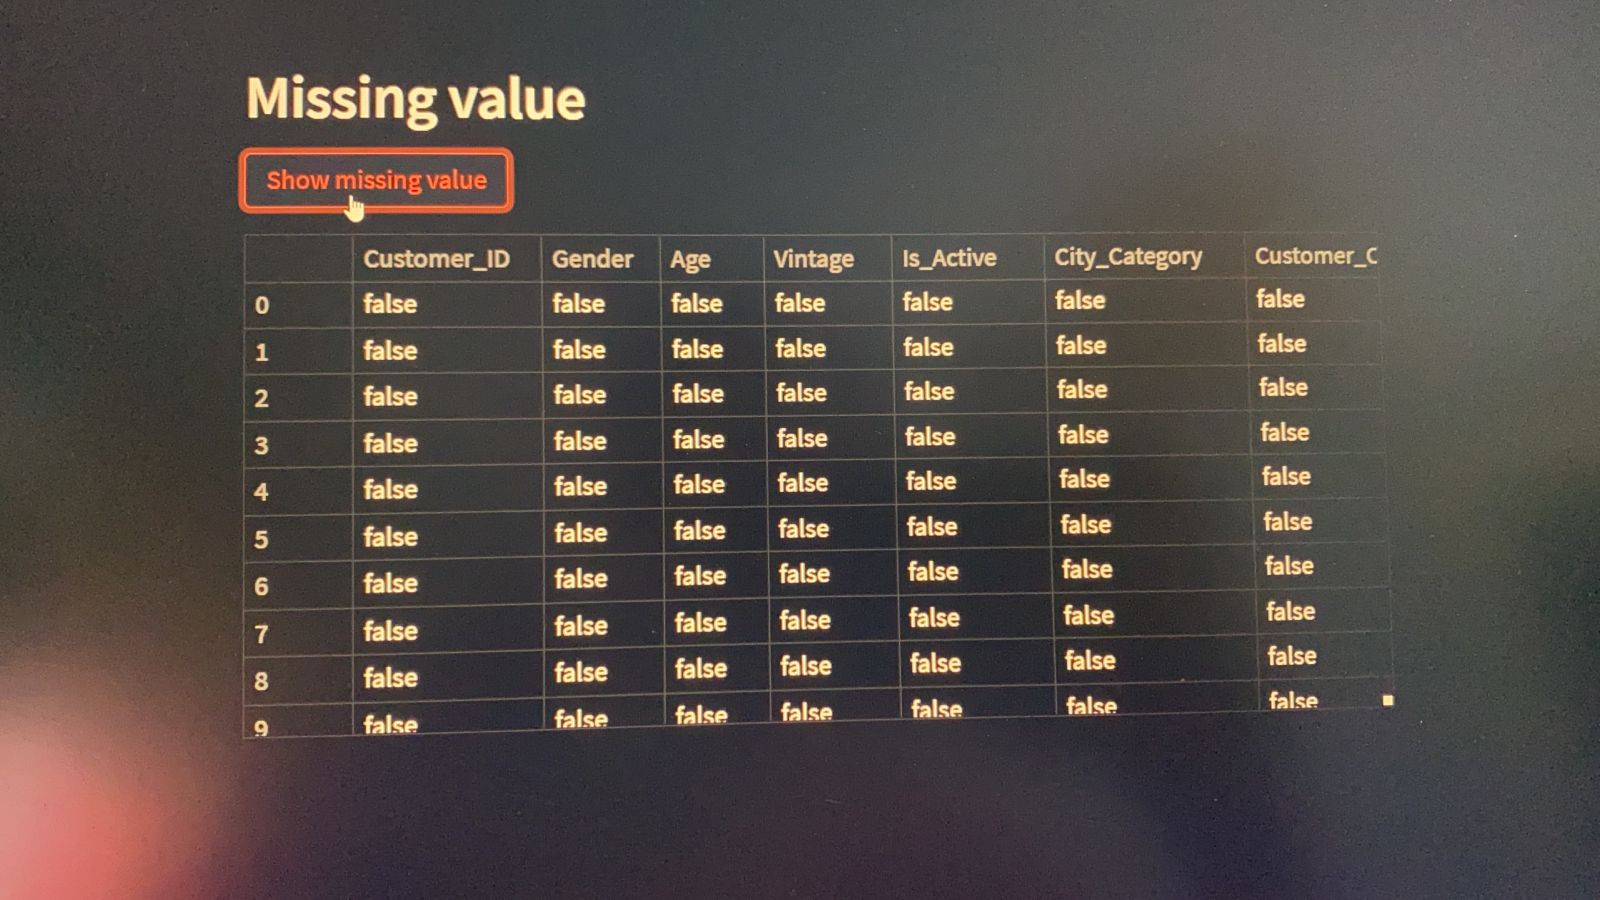 Missing value
Show missing value
Customer_ID Gender Age Vintage Is_Active City_Category Customer_C
0 false false false false false false false
1 false false false false false false false
2 false false false false false false false
3 false false false false false false false
4 false false false false false false false
5 false false false false false false false
6 false false false false false false false
7 false false false false false false false
8 false false false false false false false
9 false false false false false false false